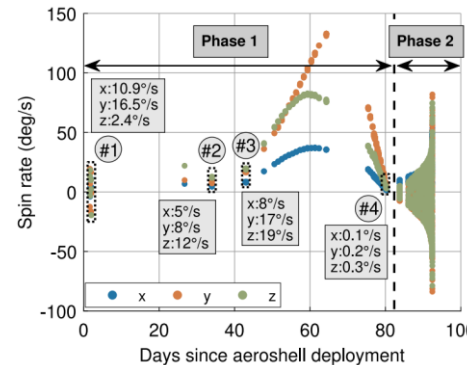 Phase 1
Phase 2
150
100
50
0
-50
-100
Spin rate (deg/s)
x:10.9°/s
y:16.5°/s
z:2.4°/s
#1
#2
#3
x:5°/s
y:8°/s
z:12°/s
x:8°/s
y:17°/s
z:19°/s
#4
x:0.1°/s
y:0.2°/s
z:0.3°/s
x y z
0 20 40 60 80 100
Days since aeroshell deployment